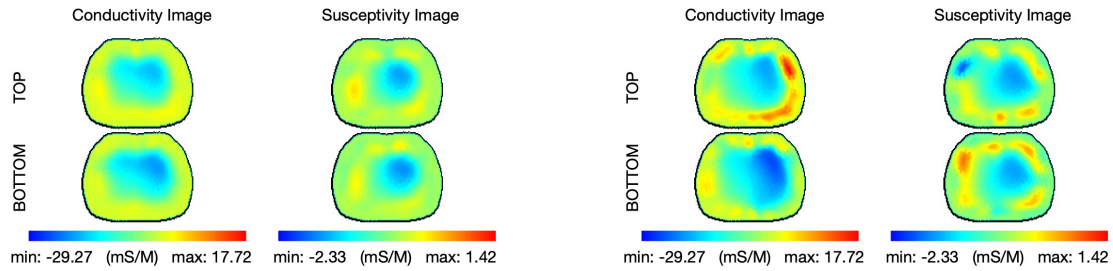 Conductivity Image Susceptivity Image Conductivity Image Susceptivity Image
TOP TOP
BOTTOM BOTTOM
min: -29.27 (mS/M) max: 17.72 min: -2.33 (mS/M) max: 1.42 min: -29.27 (mS/M) max: 17.72 min: -2.33 (mS/M) max: 1.42